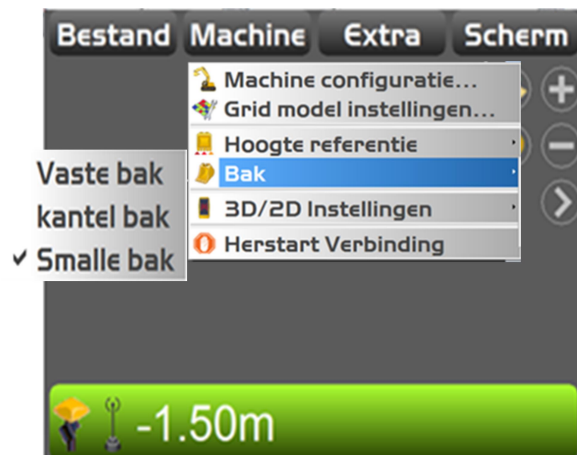 Bestand Machine Extra Scherm
Machine configuratie...
Grid model instellingen...
Hoogte referentie
Bak
3D/2D Instellingen
Herstart Verbinding
Vaste bak
kantel bak
Smalle bak
-1.50m